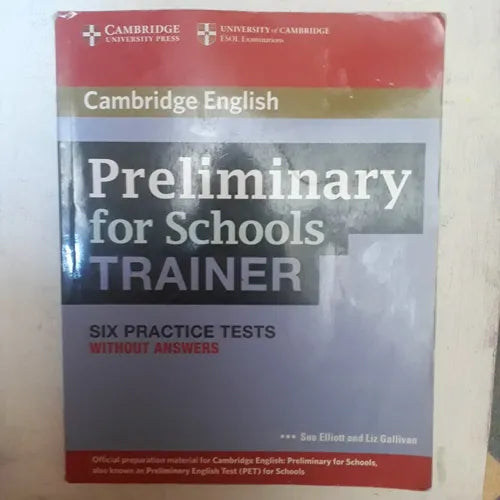 CAMBRIDGE
UNIVERSITY PRESS
UNIVERSITY of CAMBRIDGE
ESOL Examinations
Cambridge English
Preliminary
for Schools
TRAINER
SIX PRACTICE TESTS
WITHOUT ANSWERS
*** Sue Elliott and Liz Gallivan
Official preparation material for Cambridge English: Preliminary for Schools,
also known as Preliminary English Test (PET) for Schools